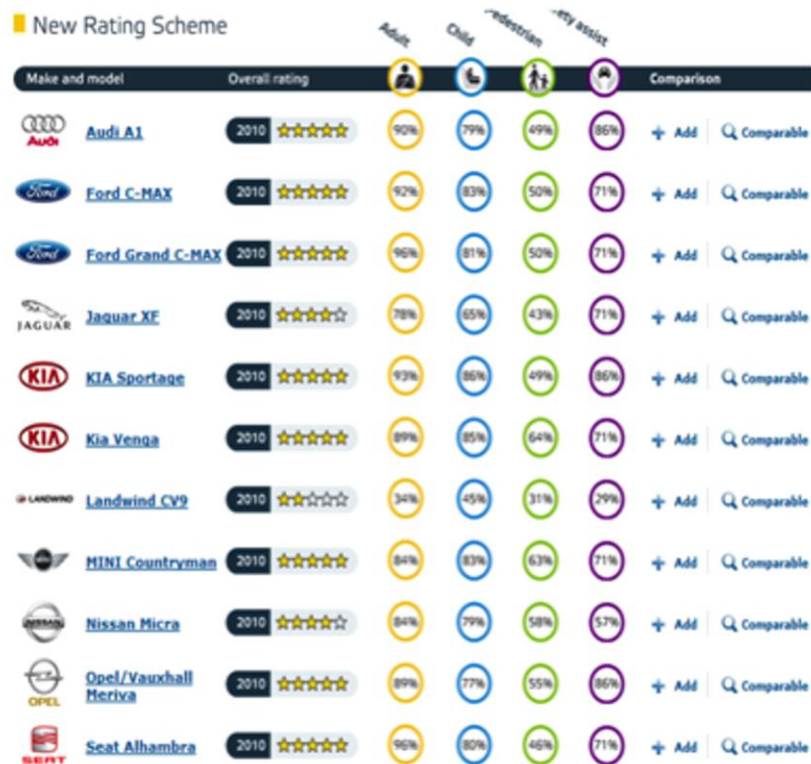 New Rating Scheme
Adult Child Pedestrian ety assist
Make and model Overall rating Comparison
Audi Audi A1 2010 90% 79% 49% 86% + Add Comparable
Ford Ford C-MAX 2010 92% 83% 50% 71% + Add Comparable
Ford Ford Grand C-MAX 2010 96% 81% 50% 71% + Add Comparable
JAGUAR Jaguar XF 2010 78% 65% 43% 71% + Add Comparable
KIA KIA Sportage 2010 93% 86% 49% 86% + Add Comparable
KIA Kia Venga 2010 89% 85% 64% 71% + Add Comparable
LANDWIND Landwind CV9 2010 34% 45% 31% 29% + Add Comparable
MINI Countryman 2010 84% 83% 63% 71% + Add Comparable
NISSAN Nissan Micra 2010 84% 79% 58% 57% + Add Comparable
OPEL Opel/Vauxhall Meriva 2010 89% 77% 55% 86% + Add Comparable
SEAT Seat Alhambra 2010 96% 80% 46% 71% + Add Comparable